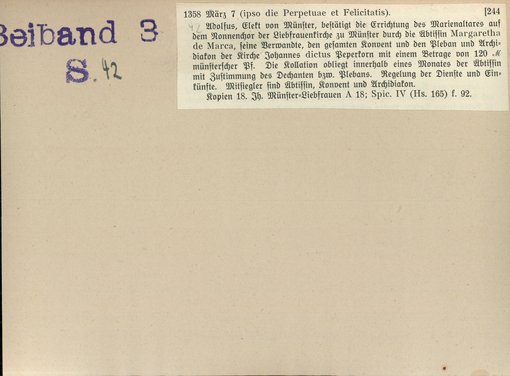 Beiband 3
S. 42
1358 März 7 (ipso die Perpetuae et Felicitatis). [244
Adolfus, Elekt von Münster, bestätigt die Errichtung des Marienaltares auf
dem Nonnenchor der Liebfrauenkirche zu Münster durch die Äbtissin Margaretha
de Marca, seine Verwandte, den gesamten Konvent und den Pleban und Archi-
diakon der Kirche Johannes dictus Peperkorn mit einem Betrage von 120 ℳ
münsterscher Pf. Die Kollation obliegt innerhalb eines Monates der Äbtissin
mit Zustimmung des Dechanten bzw. Plebans. Regelung der Dienste und Ein-
künfte. Mitsiegler sind Äbtissin, Konvent und Archidiakon.
Kopien 18. Jh. Münster-Liebfrauen A 18; Spic. IV (Hs. 165) f. 92.